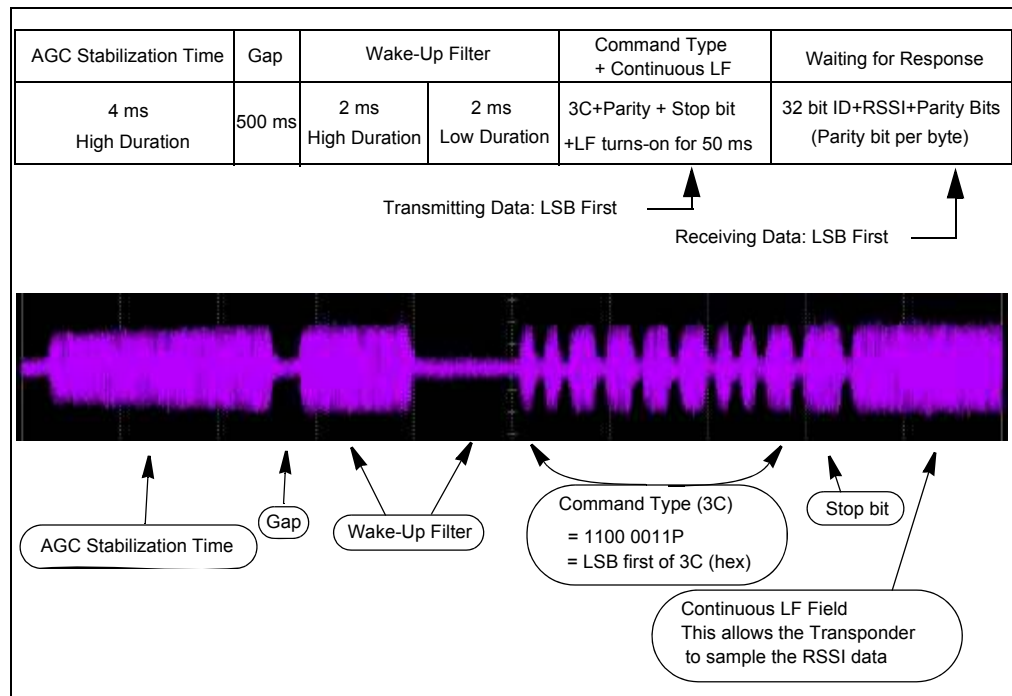 AGC Stabilization Time
Gap
Wake-Up Filter
Command Type
+ Continuous LF
Waiting for Response
4 ms
High Duration
500 ms
2 ms
High Duration
2 ms
Low Duration
3C+Parity + Stop bit
+LF turns-on for 50 ms
32 bit ID+RSSI+Parity Bits
(Parity bit per byte)
Transmitting Data: LSB First
Receiving Data: LSB First
AGC Stabilization Time
Gap
Wake-Up Filter
Command Type (3C)
= 1100 0011P
= LSB first of 3C (hex)
Stop bit
Continuous LF Field
This allows the Transponder
to sample the RSSI data